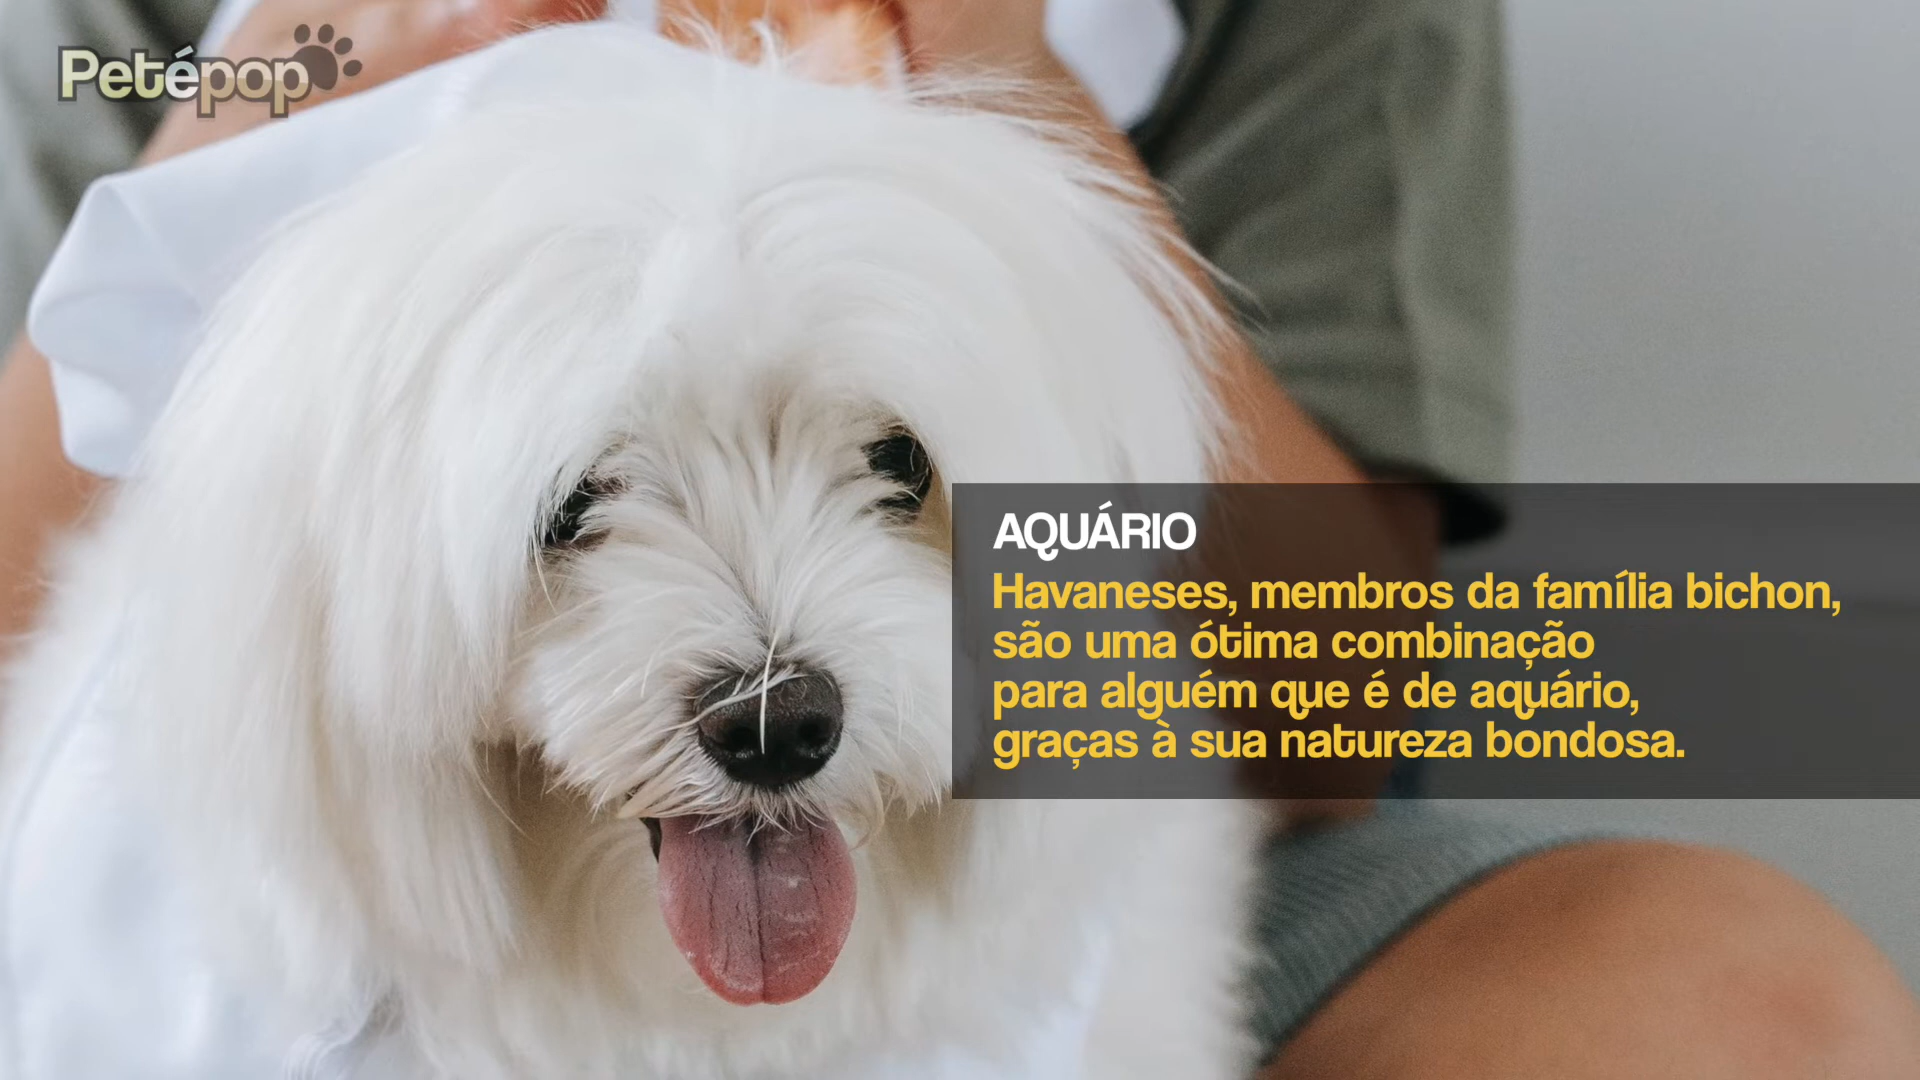 Petépop
AQUÁRIO
Havaneses, membros da família bichon,
são uma ótima combinação
para alguém que é de aquário,
graças à sua natureza bondosa.